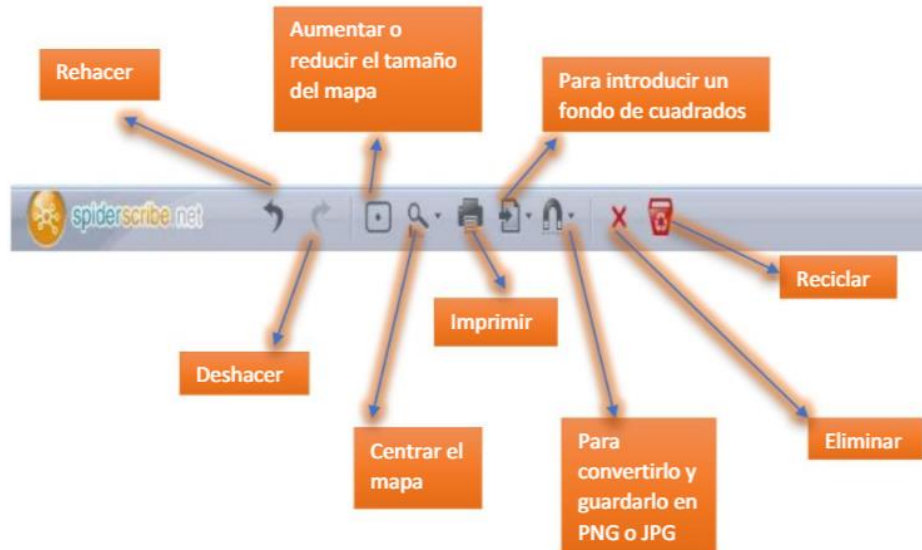 Aumentar o
reducir el tamaño
del mapa
Rehacer
Para introducir un
fondo de cuadrados
spiderscribe.net
Reciclar
Imprimir
Deshacer
Centrar el
mapa
Para
convertirlo y
guardarlo en
PNG o JPG
Eliminar